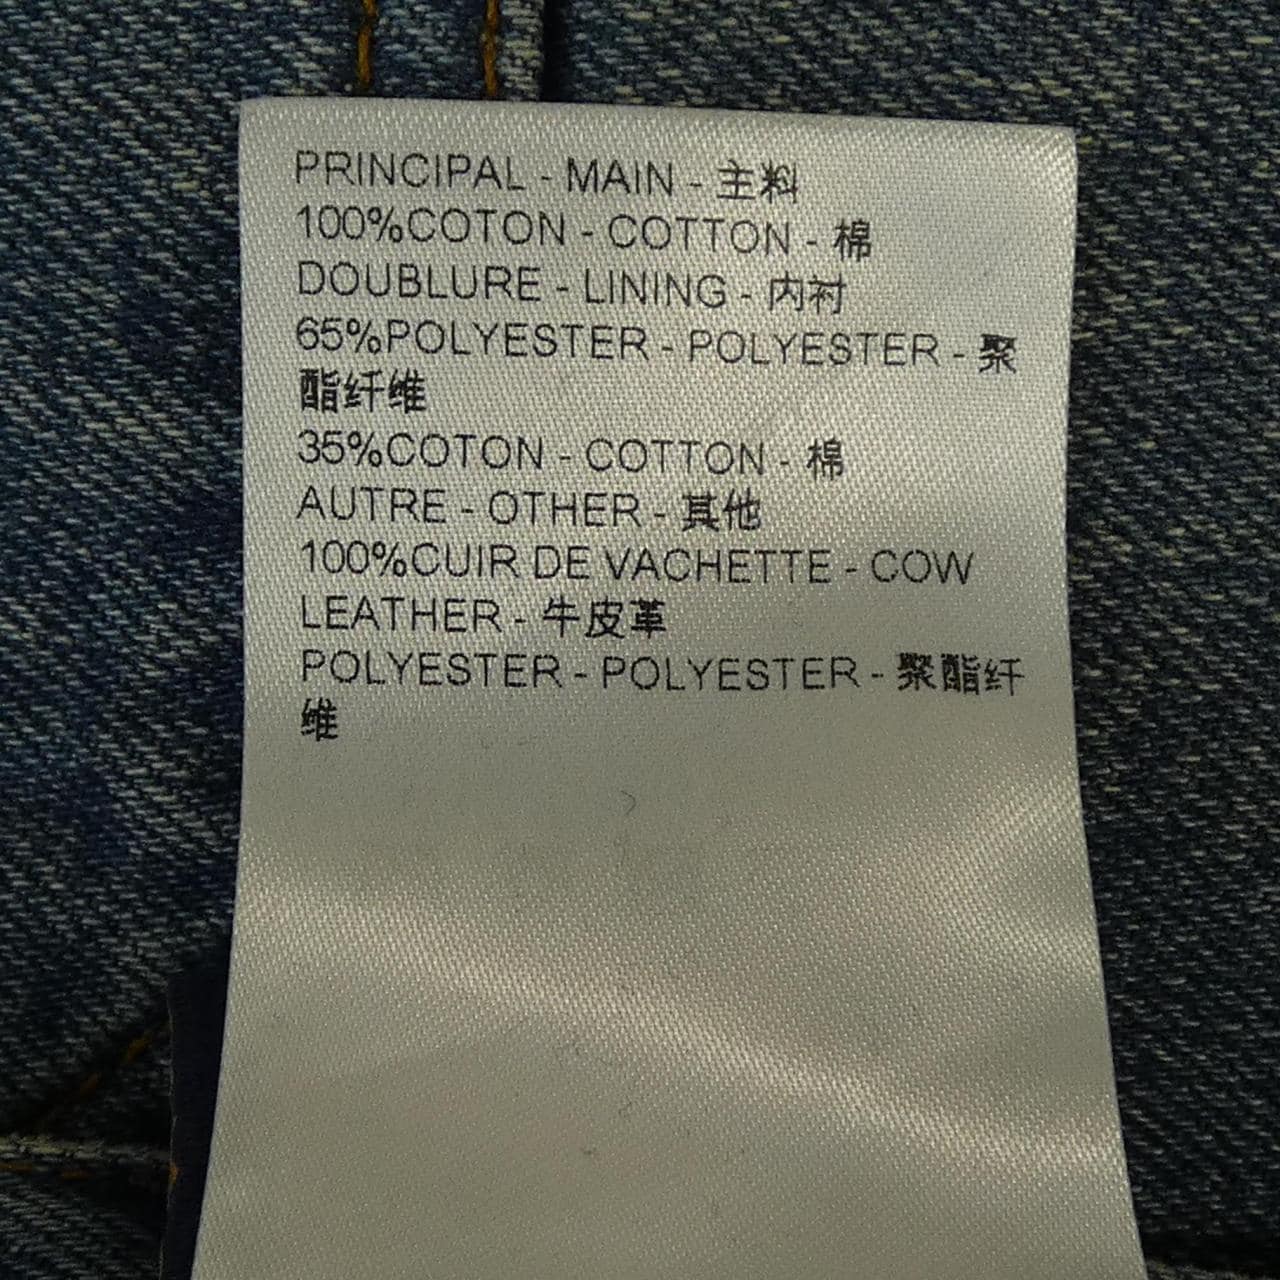 PRINCIPAL - MAIN - 主料
100%COTON - COTTON - 棉
DOUBLURE - LINING - 内衬
65%POLYESTER - POLYESTER - 聚
酯纤维
35%COTON - COTTON - 棉
AUTRE - OTHER - 其他
100%CUIR DE VACHETTE - COW
LEATHER - 牛皮革
POLYESTER - POLYESTER - 聚酯纤
维